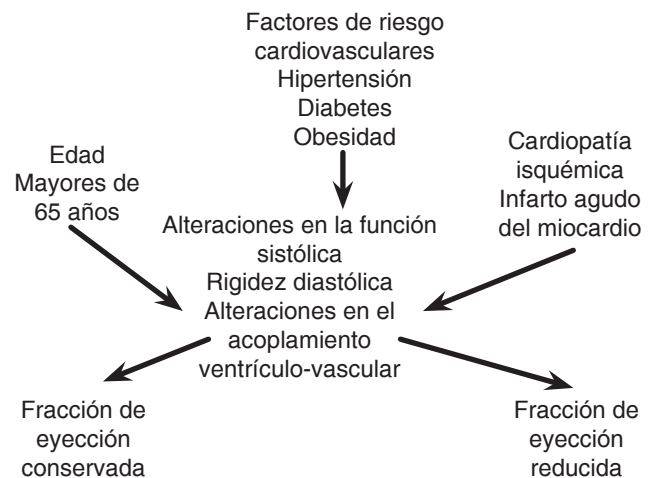 Factores de riesgo
cardiovasculares
Hipertensión
Diabetes
Obesidad
Edad
Mayores de
65 años
Cardiopatía
isquémica
Infarto agudo
del miocardio
Alteraciones en la función
sistólica
Rigidez diastólica
Alteraciones en el
acoplamiento
ventrículo-vascular
Fracción de
eyección
conservada
Fracción de
eyección
reducida